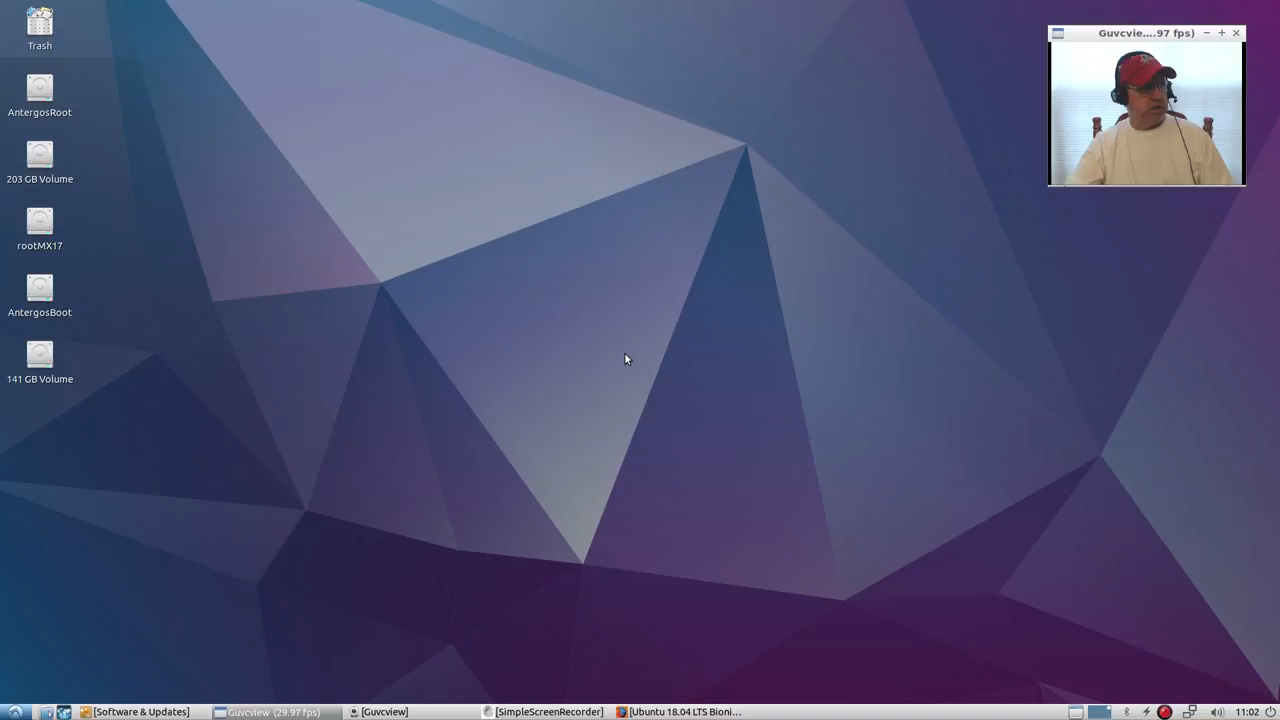 Trash
AntergosRoot
203 GB Volume
rootMX17
AntergosBoot
141 GB Volume
Guvcvie....97 fps)
[Software & Updates]
Guvcview (29.97 fps)
[Guvcview]
[SimpleScreenRecorder]
[Ubuntu 18.04 LTS Bioni...
11:02